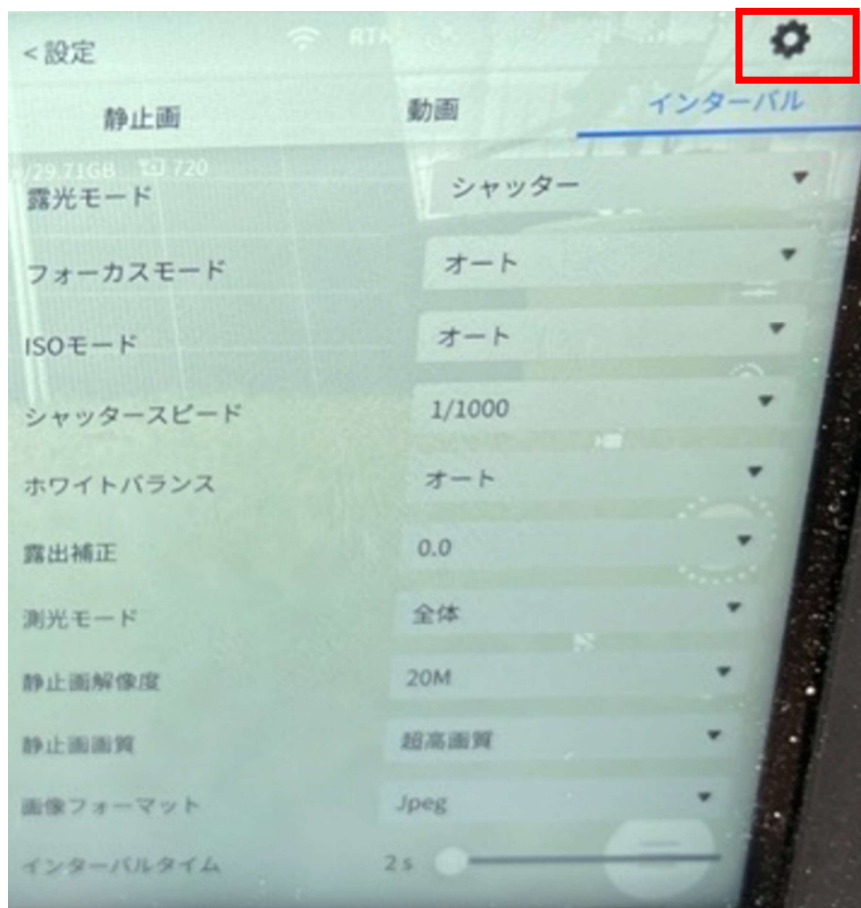 <設定
RTK
静止画 動画 インターバル
/29.71GB 720
露光モード シャッター
フォーカスモード オート
ISOモード オート
シャッタースピード 1/1000
ホワイトバランス オート
露出補正 0.0
測光モード 全体
静止画解像度 20M
静止画画質 超高画質
画像フォーマット Jpeg
インターバルタイム 2s